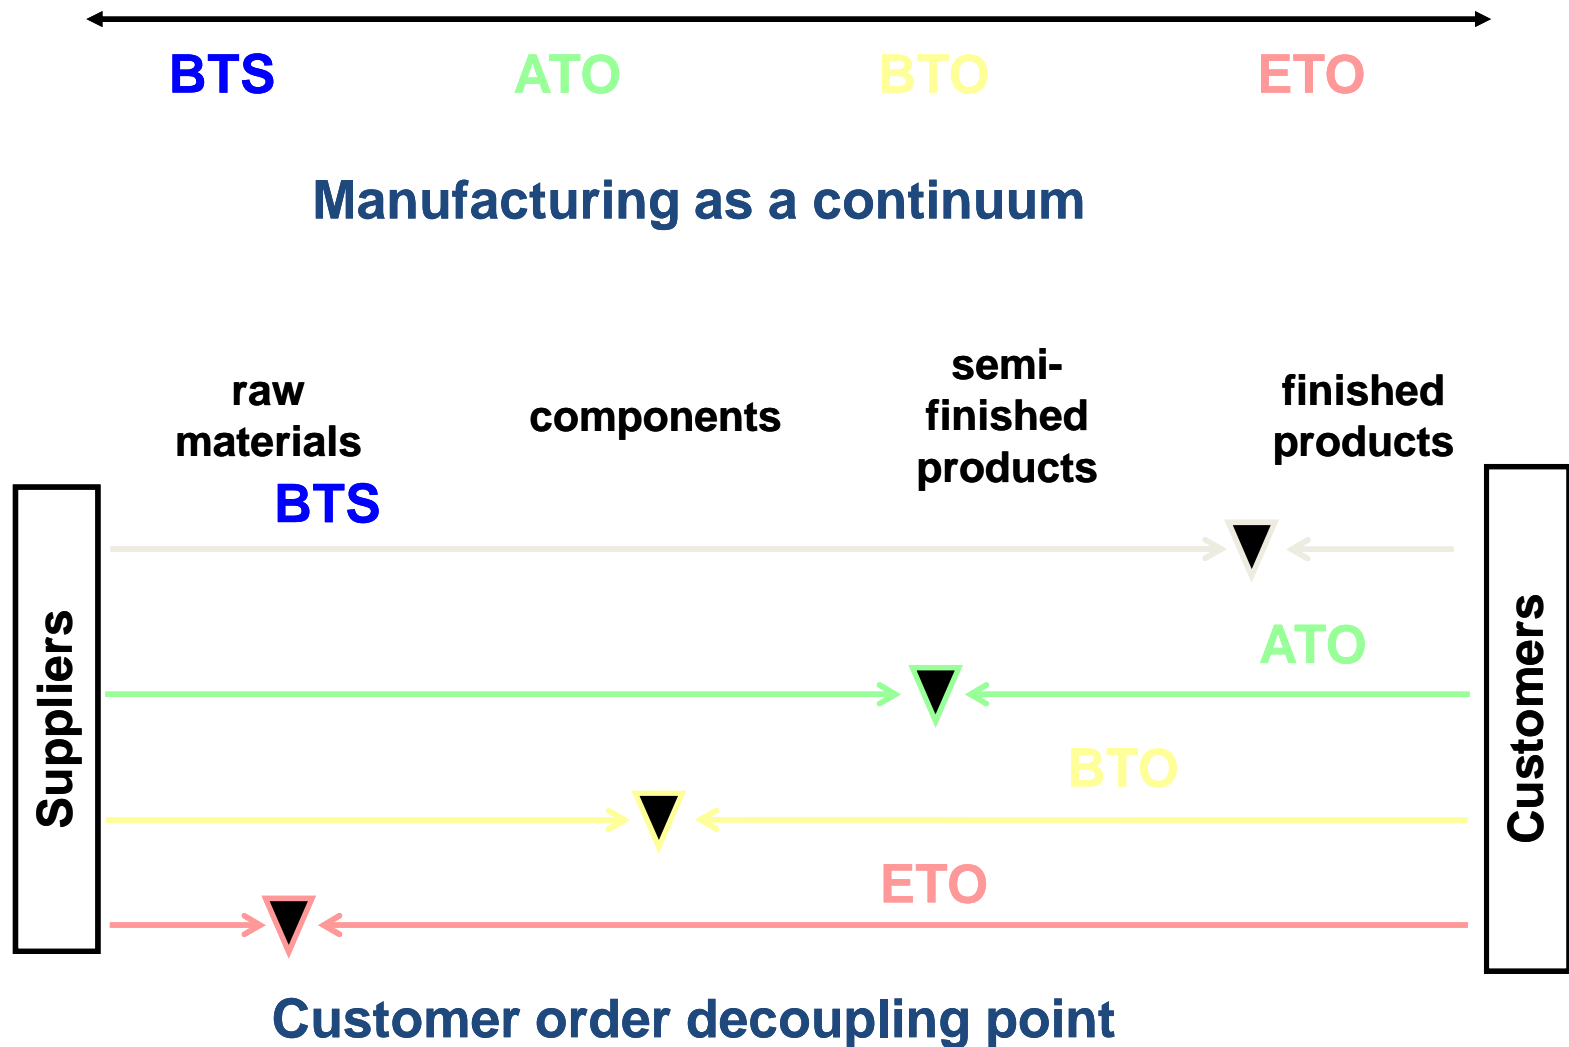 BTS ATO BTO ETO
Manufacturing as a continuum
raw
materials
components
semi-
finished
products
finished
products
BTS
Suppliers
Customers
ATO
BTO
ETO
Customer order decoupling point